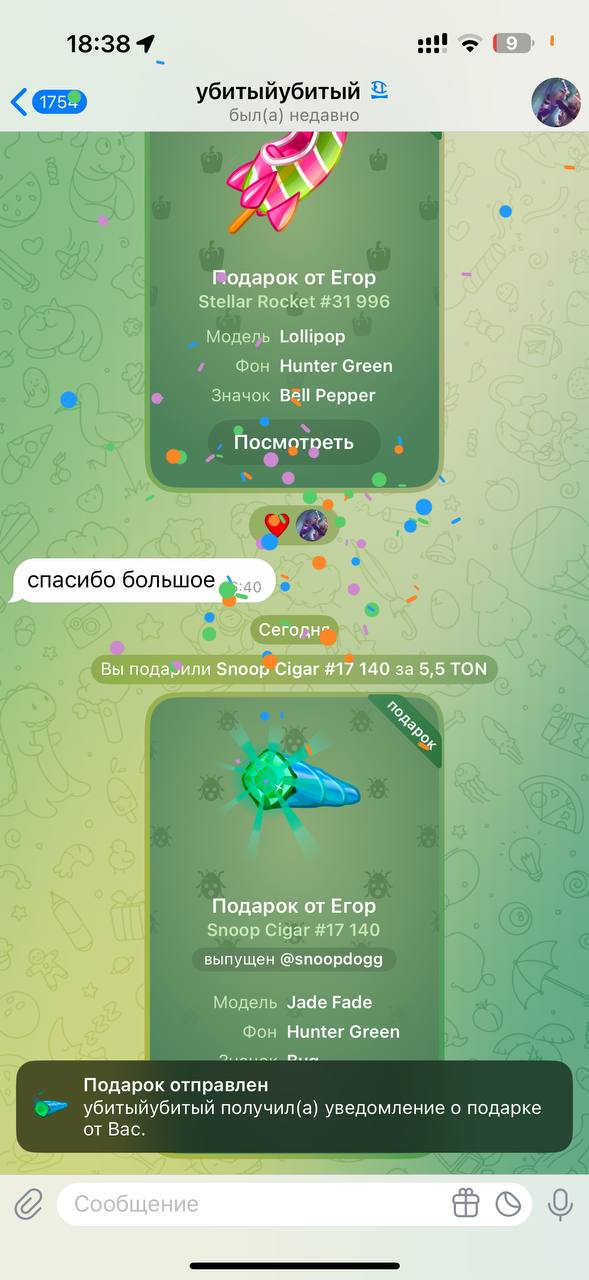 18:38
9
1754
убитыйубитый
был(а) недавно
Подарок от Егор
Stellar Rocket #31 996
Модель Lollipop
Фон Hunter Green
Значок Bell Pepper
Посмотреть
спасибо большое
Сегодня
Вы подарили Snoop Cigar #17 140 за 5,5 TON
подарок
Подарок от Егор
Snoop Cigar #17 140
выпущен @snoopdogg
Модель Jade Fade
Фон Hunter Green
Значок Bug
Подарок отправлен
убитыйубитый получил(а) уведомление о подарке
от Вас.
Сообщение